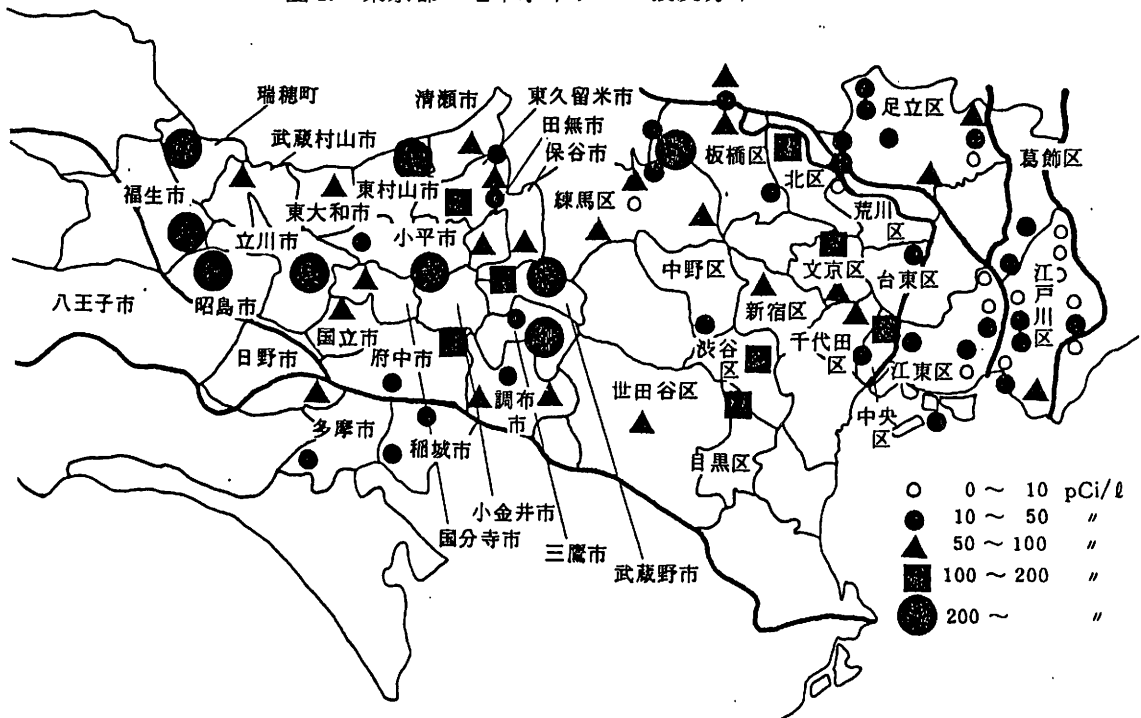 瑞穂町
清瀬市
東久留米市
田無市
保谷市
武蔵村山市
東村山市
福生市
東大和市
立川市
小平市
練馬区
板橋区
北区
足立区
葛飾区
荒川区
文京区
台東区
中野区
新宿区
江戸川区
八王子市
昭島市
国立市
日野市
府中市
千代田区
渋谷区
江東区
世田谷区
調布市
中央区
多摩市
稲城市
目黒区
小金井市
国分寺市
三鷹市
武蔵野市
0 ～ 10 pCi/ℓ
10 ～ 50 〃
50 ～ 100 〃
100 ～ 200 〃
200 ～ 〃